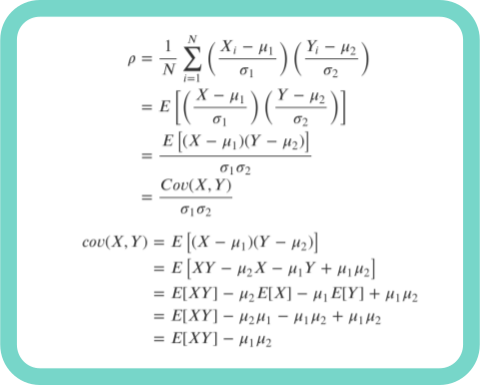 ρ = 1/N ∑_{i=1}^{N} ((X_i − μ_1)/σ_1) ((Y_i − μ_2)/σ_2)
= E[((X − μ_1)/σ_1) ((Y − μ_2)/σ_2)]
= E[(X − μ_1)(Y − μ_2)]/σ_1σ_2
= Cov(X, Y)/σ_1σ_2
cov(X, Y) = E[(X − μ_1)(Y − μ_2)]
= E[XY − μ_2X − μ_1Y + μ_1μ_2]
= E[XY] − μ_2E[X] − μ_1E[Y] + μ_1μ_2
= E[XY] − μ_2μ_1 − μ_1μ_2 + μ_1μ_2
= E[XY] − μ_1μ_2